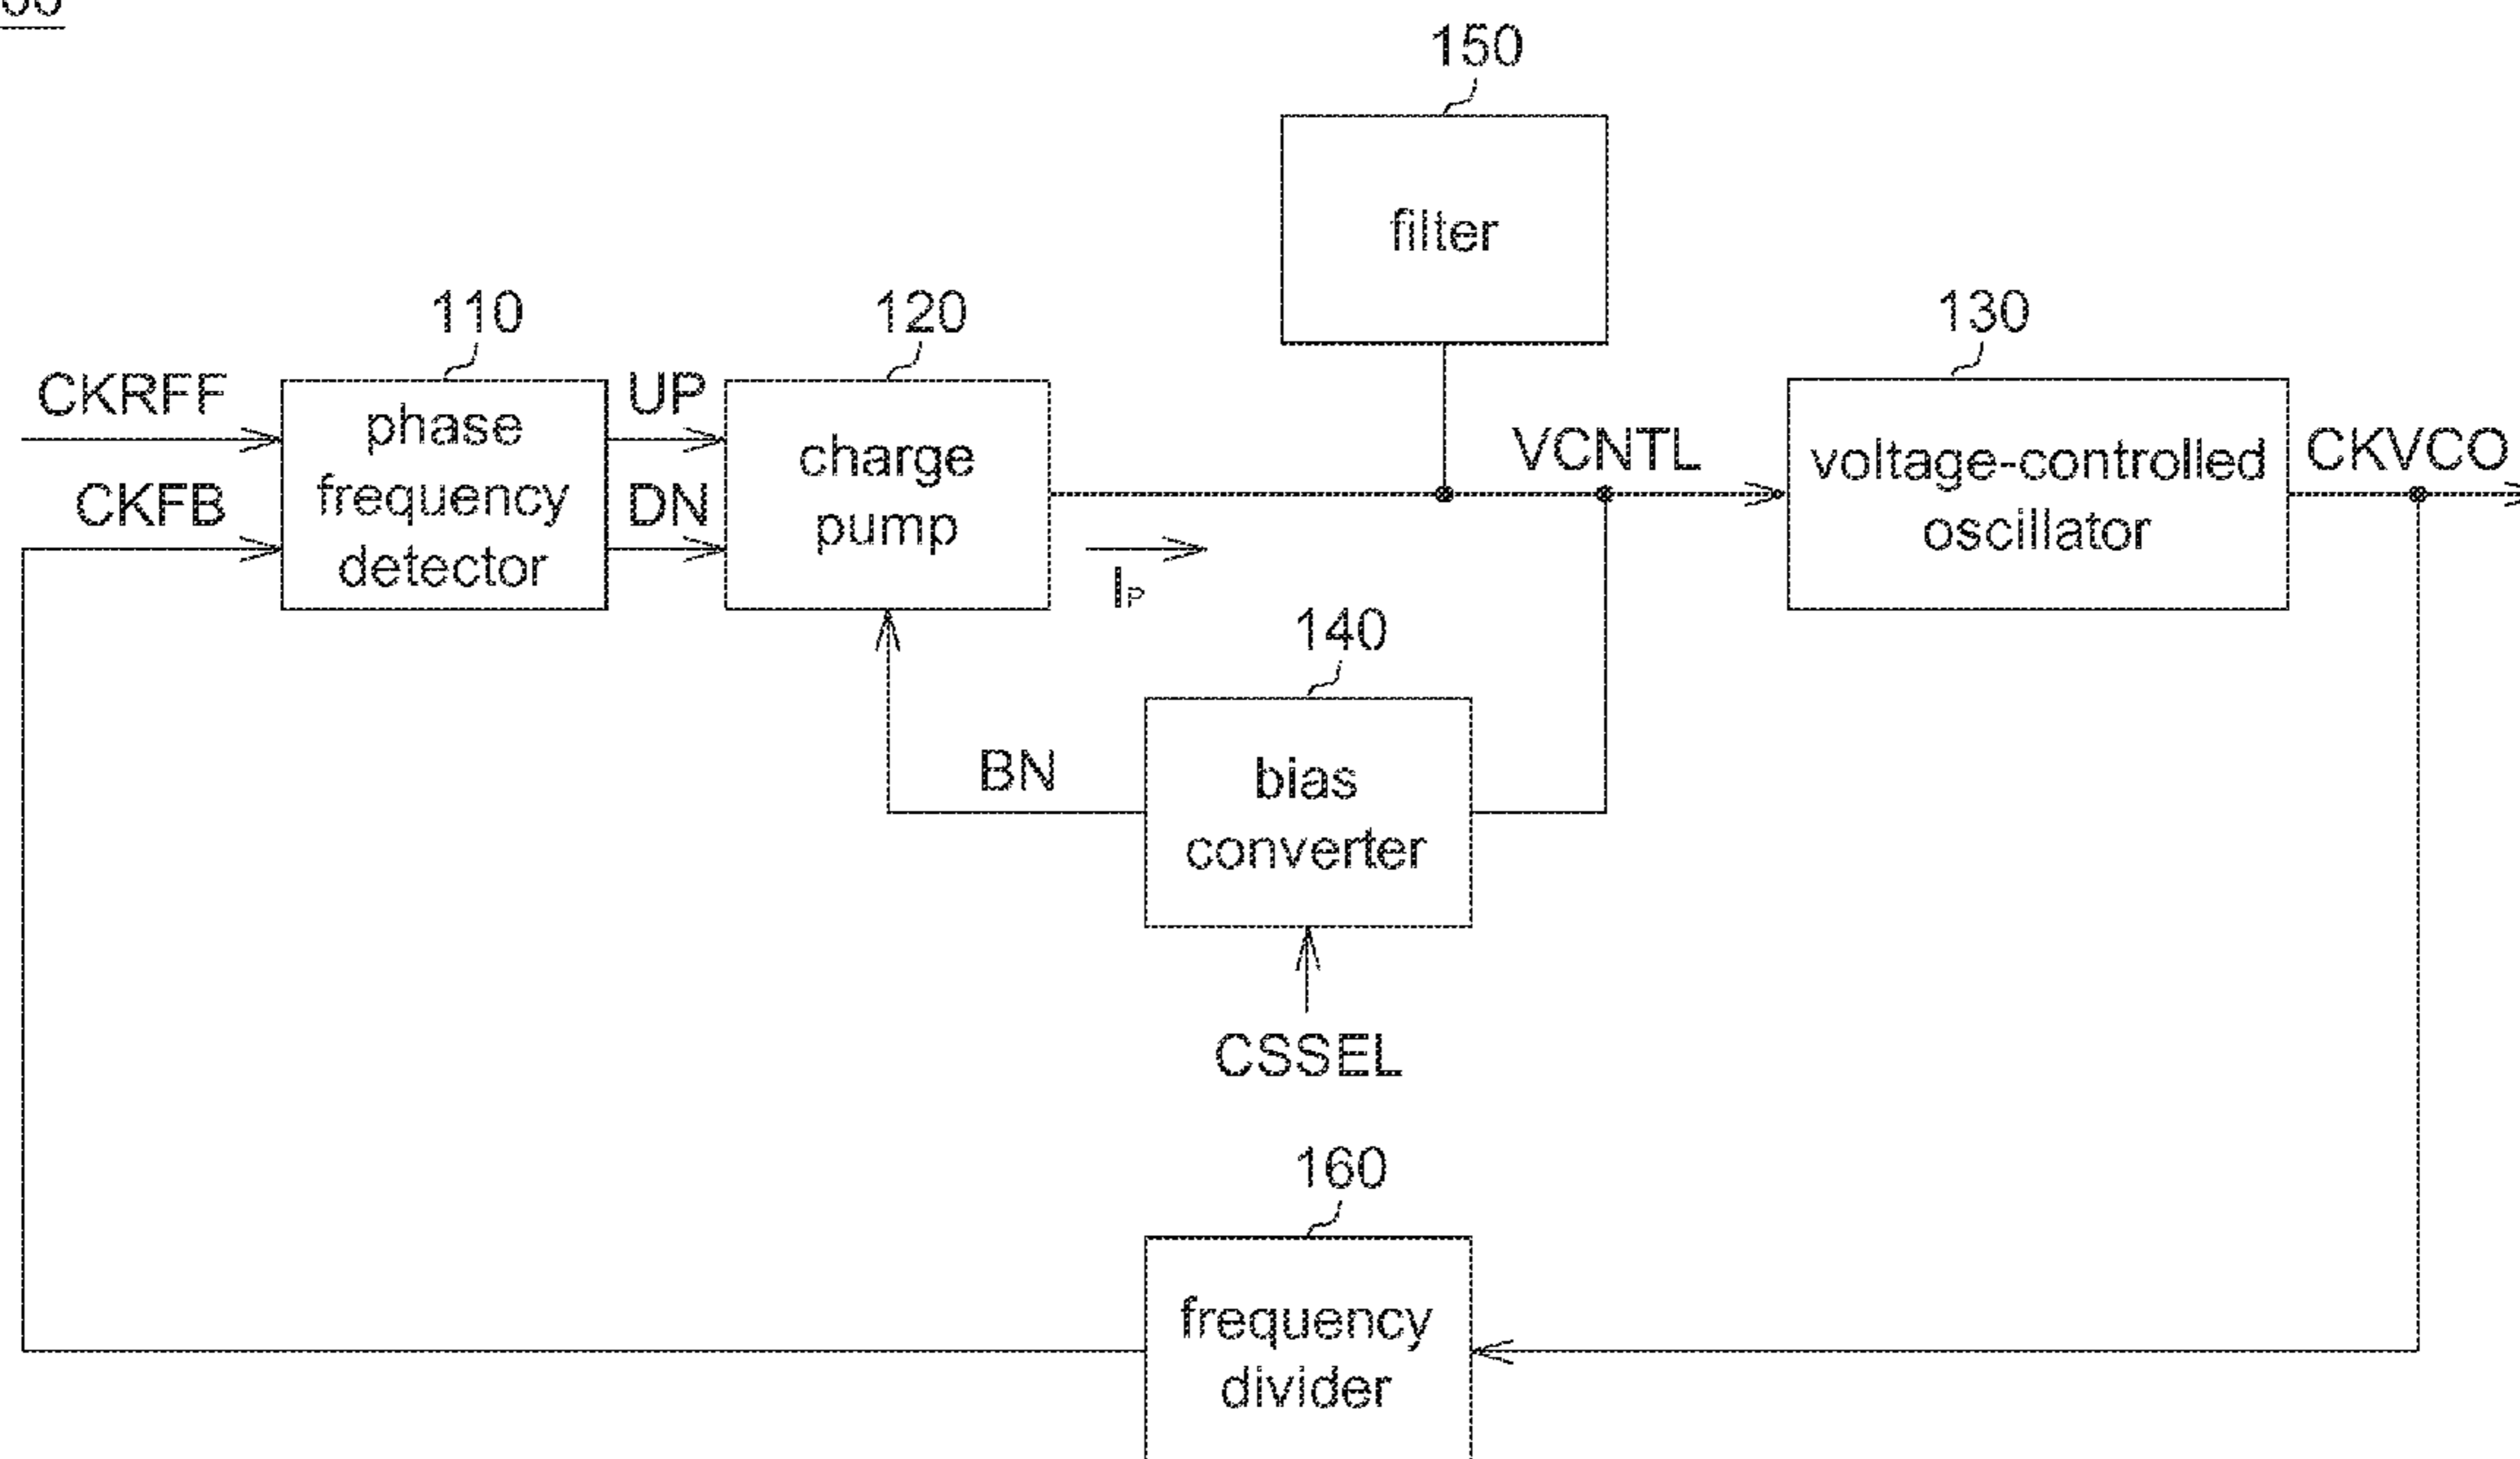 150
filter
110
120
130
CKRFF
CKFB
phase
frequency
detector
UP
DN
charge
pump
I_P
VCNTL
voltage-controlled
oscillator
CKVCO
140
BN
bias
converter
CSSEL
160
frequency
divider